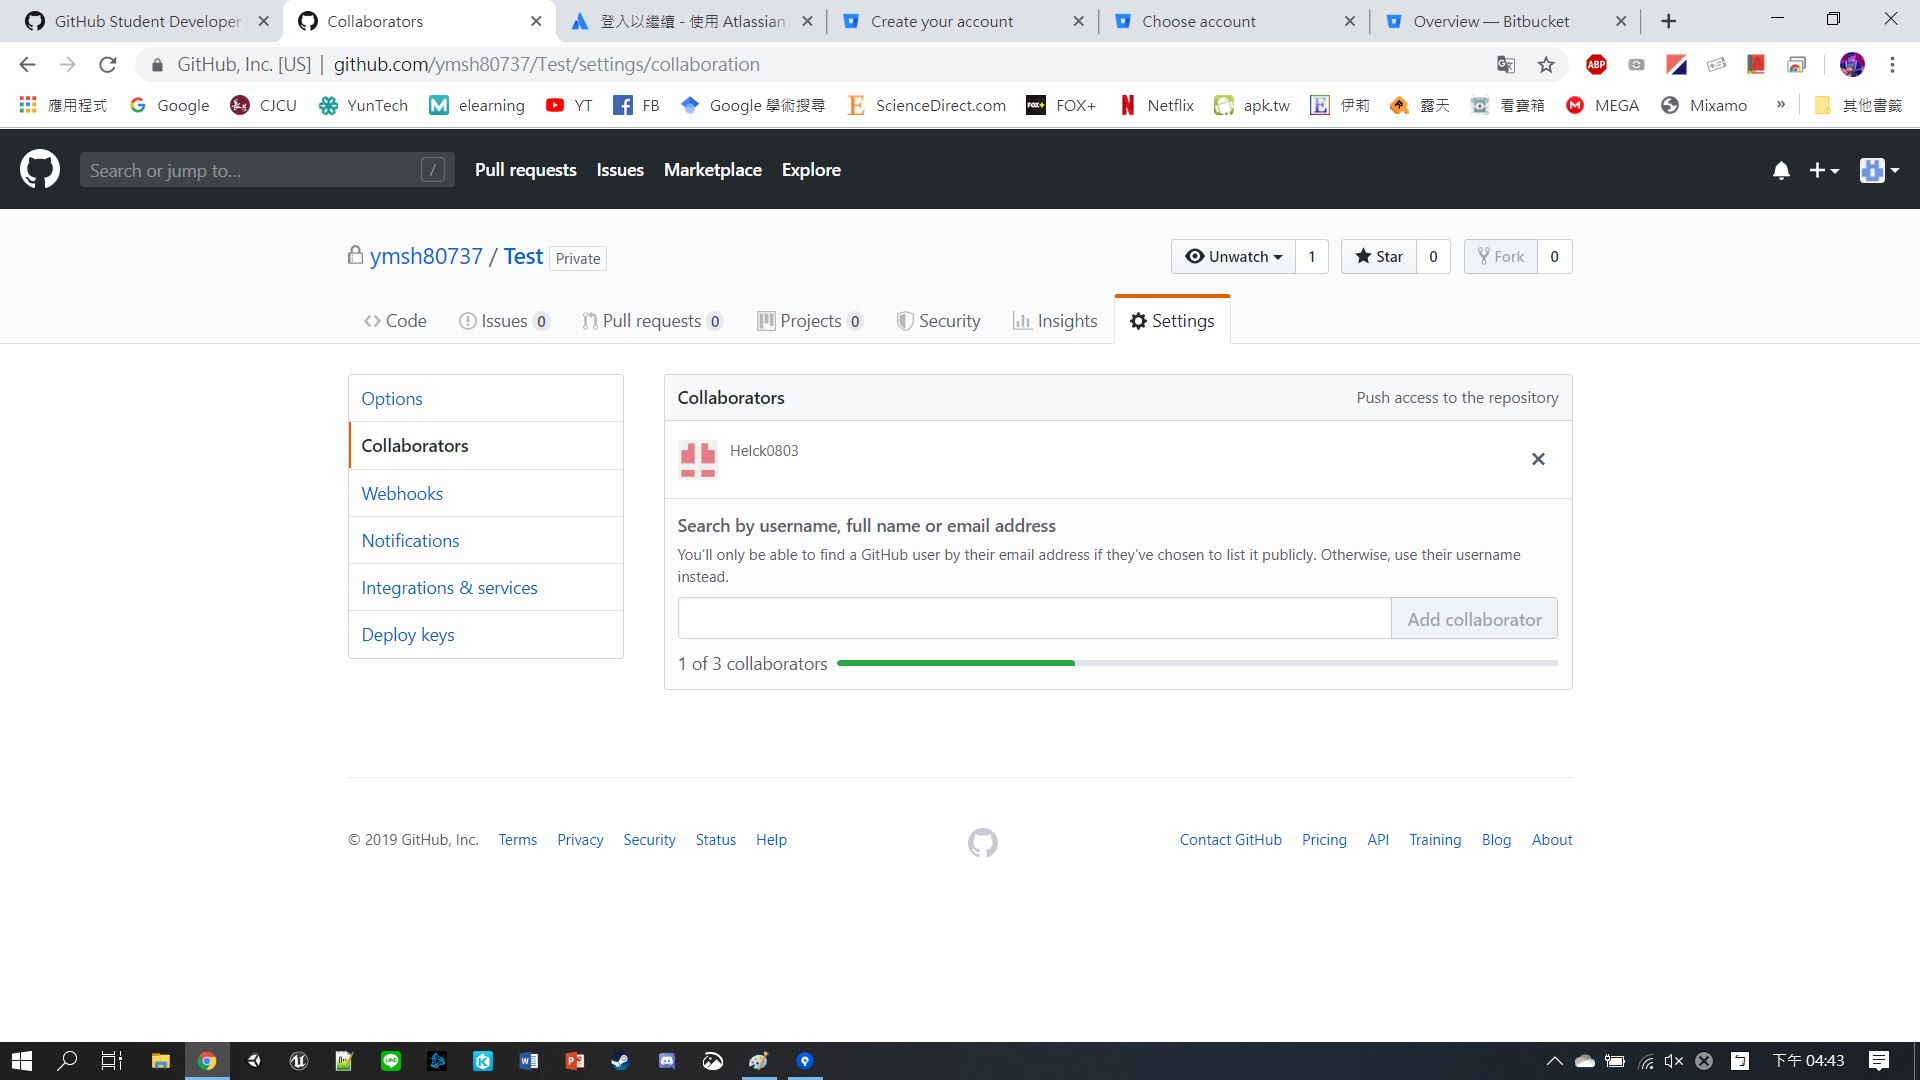 GitHub Student Developer
Collaborators
登入以繼續 - 使用 Atlassian
Create your account
Choose account
Overview — Bitbucket
GitHub, Inc. [US] | github.com/ymsh80737/Test/settings/collaboration
ABP
應用程式 Google CJCU YunTech elearning YT FB Google 學術搜尋 ScienceDirect.com FOX+ Netflix apk.tw 伊莉 露天 看寶箱 MEGA Mixamo » 其他書籤
Search or jump to... /
Pull requests Issues Marketplace Explore
ymsh80737 / Test Private
Unwatch 1 Star 0 Fork 0
Code Issues 0 Pull requests 0 Projects 0 Security Insights Settings
Options
Collaborators
Webhooks
Notifications
Integrations & services
Deploy keys
Collaborators Push access to the repository
Helck0803
Search by username, full name or email address
You’ll only be able to find a GitHub user by their email address if they’ve chosen to list it publicly. Otherwise, use their username
instead.
Add collaborator
1 of 3 collaborators
© 2019 GitHub, Inc. Terms Privacy Security Status Help
Contact GitHub Pricing API Training Blog About
下午 04:43